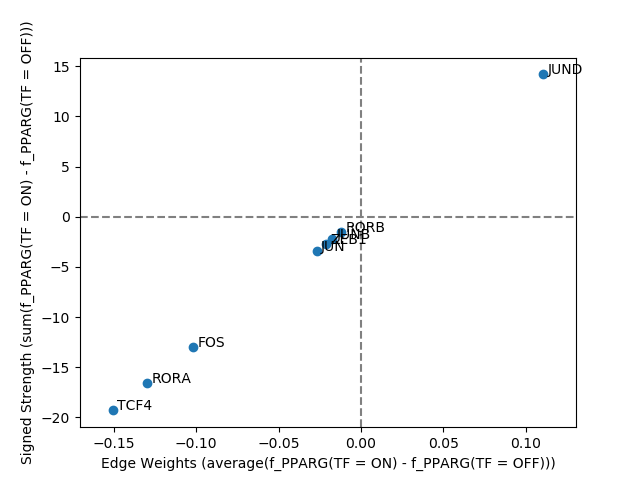 Signed Strength (sum(f_PPARG(TF = ON) - f_PPARG(TF = OFF)))
15
10
5
0
−5
−10
−15
−20
JUND
RORB
JUNB
ZEB1
JUN
FOS
RORA
TCF4
−0.15
−0.10
−0.05
0.00
0.05
0.10
Edge Weights (average(f_PPARG(TF = ON) - f_PPARG(TF = OFF)))